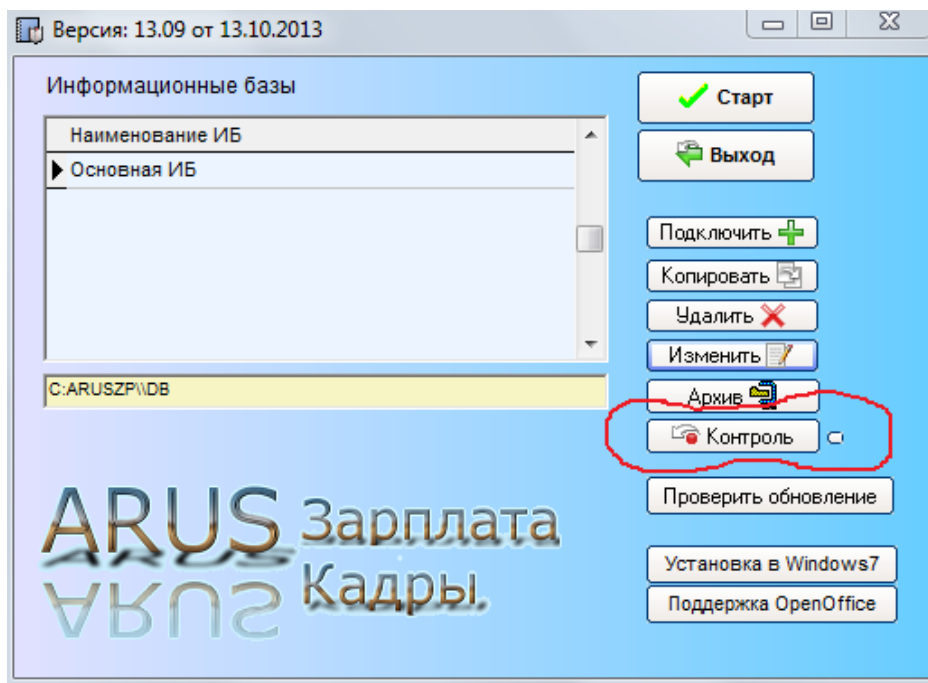 Версия: 13.09 от 13.10.2013
Информационные базы
Наименование ИБ
Основная ИБ
C:ARUSZP\\DB
Старт
Выход
Подключить
Копировать
Удалить
Изменить
Архив
Контроль
Проверить обновление
Установка в Windows7
Поддержка OpenOffice
ARUS Зарплата
Кадры